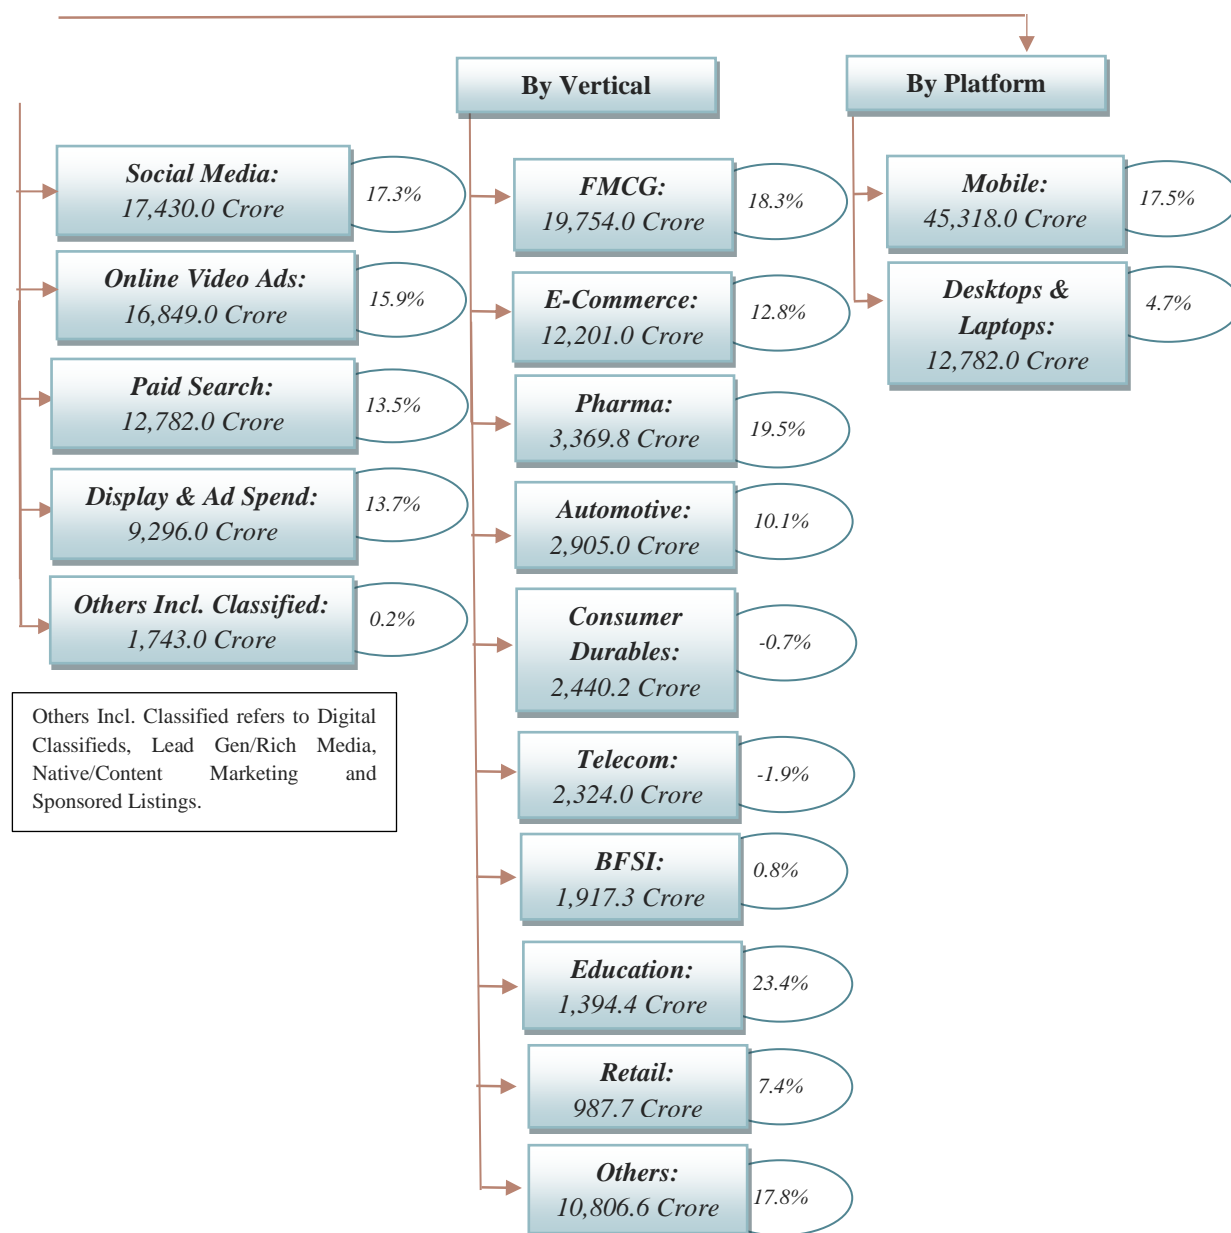 Social Media:
17,430.0 Crore
17.3%
Online Video Ads:
16,849.0 Crore
15.9%
Paid Search:
12,782.0 Crore
13.5%
Display & Ad Spend:
9,296.0 Crore
13.7%
Others Incl. Classified:
1,743.0 Crore
0.2%
Others Incl. Classified refers to Digital
Classifieds, Lead Gen/Rich Media,
Native/Content Marketing and
Sponsored Listings.
By Vertical
FMCG:
19,754.0 Crore
18.3%
E-Commerce:
12,201.0 Crore
12.8%
Pharma:
3,369.8 Crore
19.5%
Automotive:
2,905.0 Crore
10.1%
Consumer
Durables:
2,440.2 Crore
-0.7%
Telecom:
2,324.0 Crore
-1.9%
BFSI:
1,917.3 Crore
0.8%
Education:
1,394.4 Crore
23.4%
Retail:
987.7 Crore
7.4%
Others:
10,806.6 Crore
17.8%
By Platform
Mobile:
45,318.0 Crore
17.5%
Desktops &
Laptops:
12,782.0 Crore
4.7%